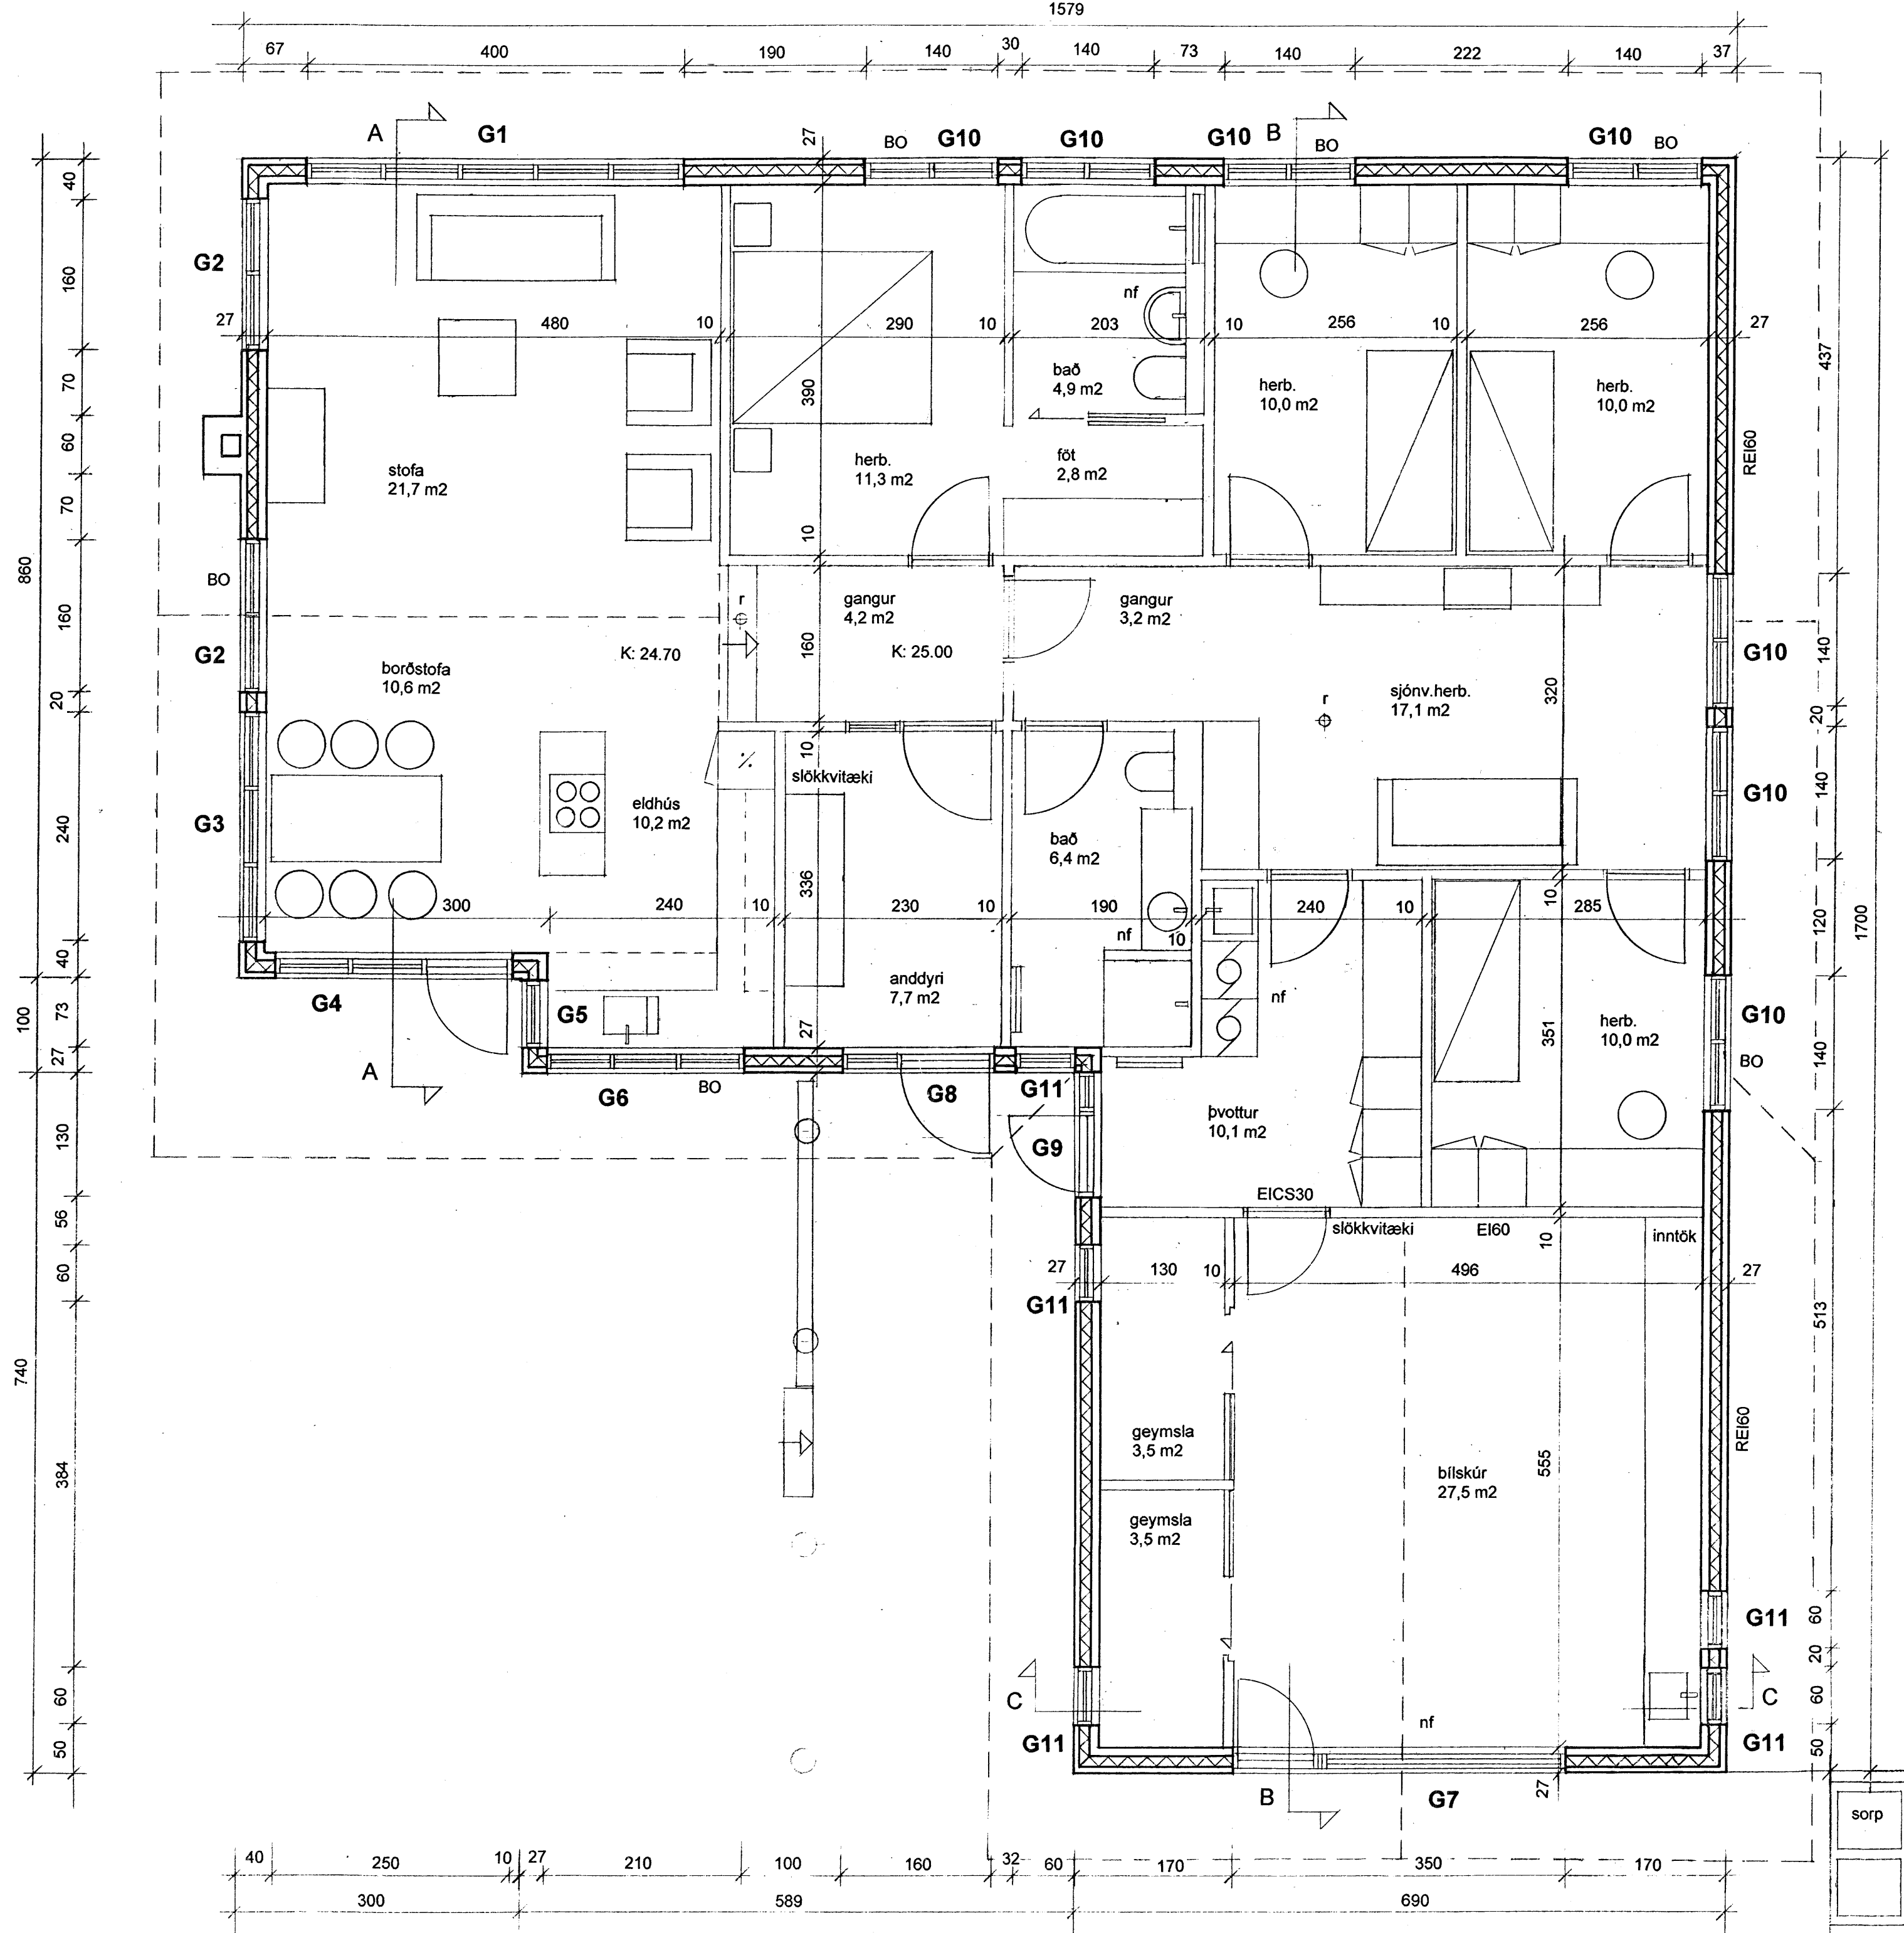 1579
67 400 190 140 30 140 73 140 222 140 37
A G1 27 BO G10 G10 G10 B BO G10 BO
40
G2
160
27 480 10 290 10 203 10 256 10 256 27
nf
437
70
390
bað
4,9 m2
herb.
10,0 m2
herb.
10,0 m2
60
REI60
stofa
21,7 m2
herb.
11,3 m2
föt
2,8 m2
70
10
860
BO
160
r
gangur
4,2 m2
gangur
3,2 m2
G2
K: 24.70
160
K: 25.00
G10
140
borðstofa
10,6 m2
320
sjónv.herb.
17,1 m2
r
20
20
10
slökkvitæki
G10
140
G3
240
eldhús
10,2 m2
bað
6,4 m2
336
10
300 240 10 230 10 190 10 240 10 285
nf
120
1700
40
anddyri
7,7 m2
nf
G4
G5
100
73
27
27
351
herb.
10,0 m2
G10
BO
140
A
G6
BO
G8
G11
G9
þvottur
10,1 m2
130
56
EICS30
slökkvitæki
EI60
inntök
10
60
27 130 10 496 27
G11
513
740
384
geymsla
3,5 m2
REI60
555
bílskúr
27,5 m2
geymsla
3,5 m2
G11
60
20
60
C
C
60
nf
50
G11
G11
50
B
G7
27
sorp
40 250 10 27 210 100 160 32 60 170 350 170
300 589 690